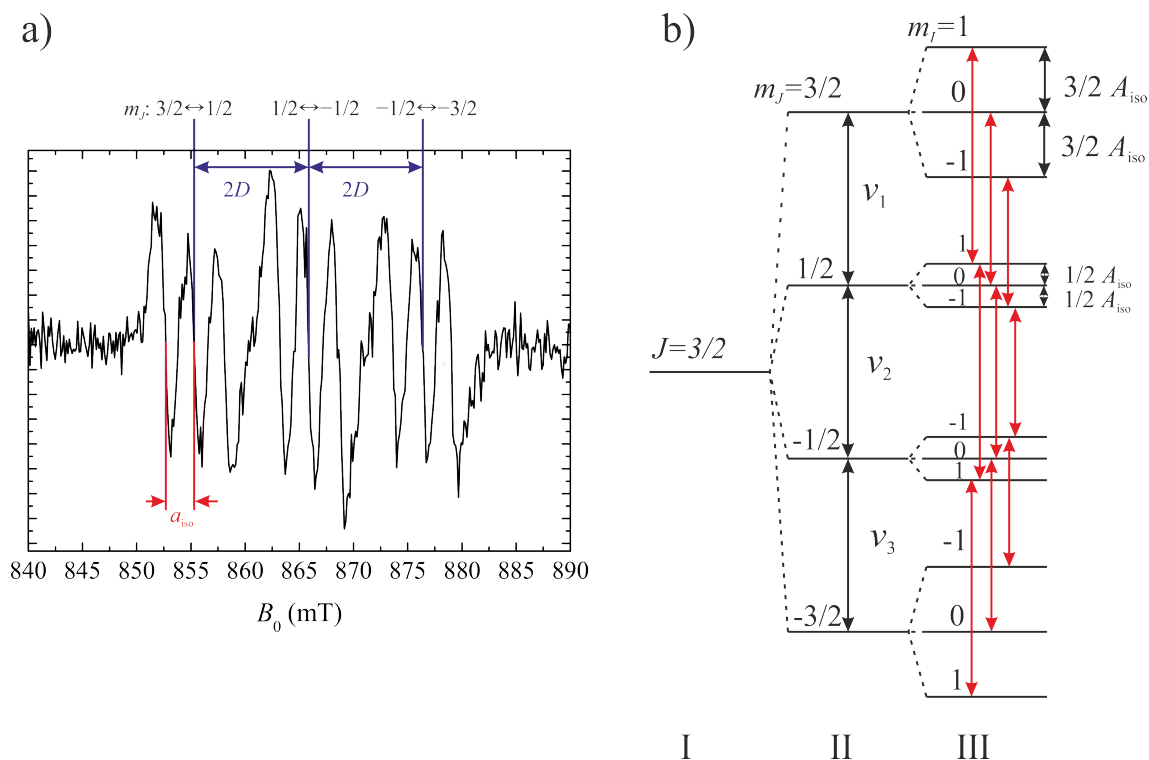 a)
m_J: 3/2↔1/2 1/2↔−1/2 −1/2↔−3/2
2D 2D
a_iso
840 845 850 855 860 865 870 875 880 885 890
B_0 (mT)
b)
m_I=1
m_J=3/2
0
3/2 A_iso
-1
3/2 A_iso
ν_1
1
1/2
0
1/2 A_iso
-1
1/2 A_iso
J=3/2
ν_2
-1
-1/2
0
1
ν_3
-1
-3/2
0
1
I II III